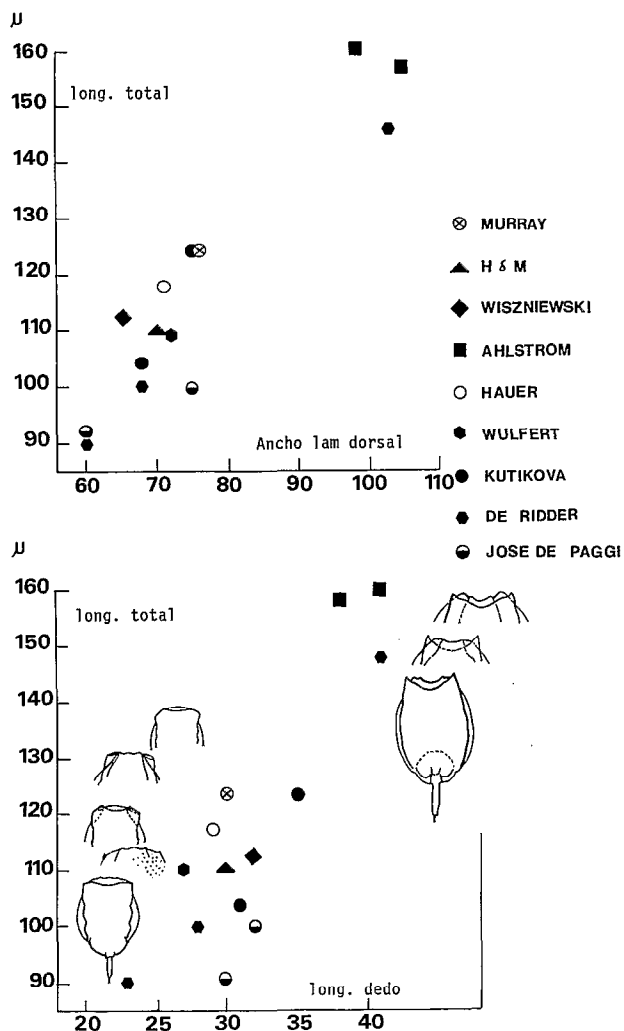 μ
160
long. total
150
140
130
120
110
100
90
Ancho lam dorsal
60 70 80 90 100 110
MURRAY
H & M
WISZNIEWSKI
AHLSTROM
HAUER
WULFERT
KUTIKOVA
DE RIDDER
JOSE DE PAGGI
μ
160
long. total
150
140
130
120
110
100
90
long. dedo
20 25 30 35 40